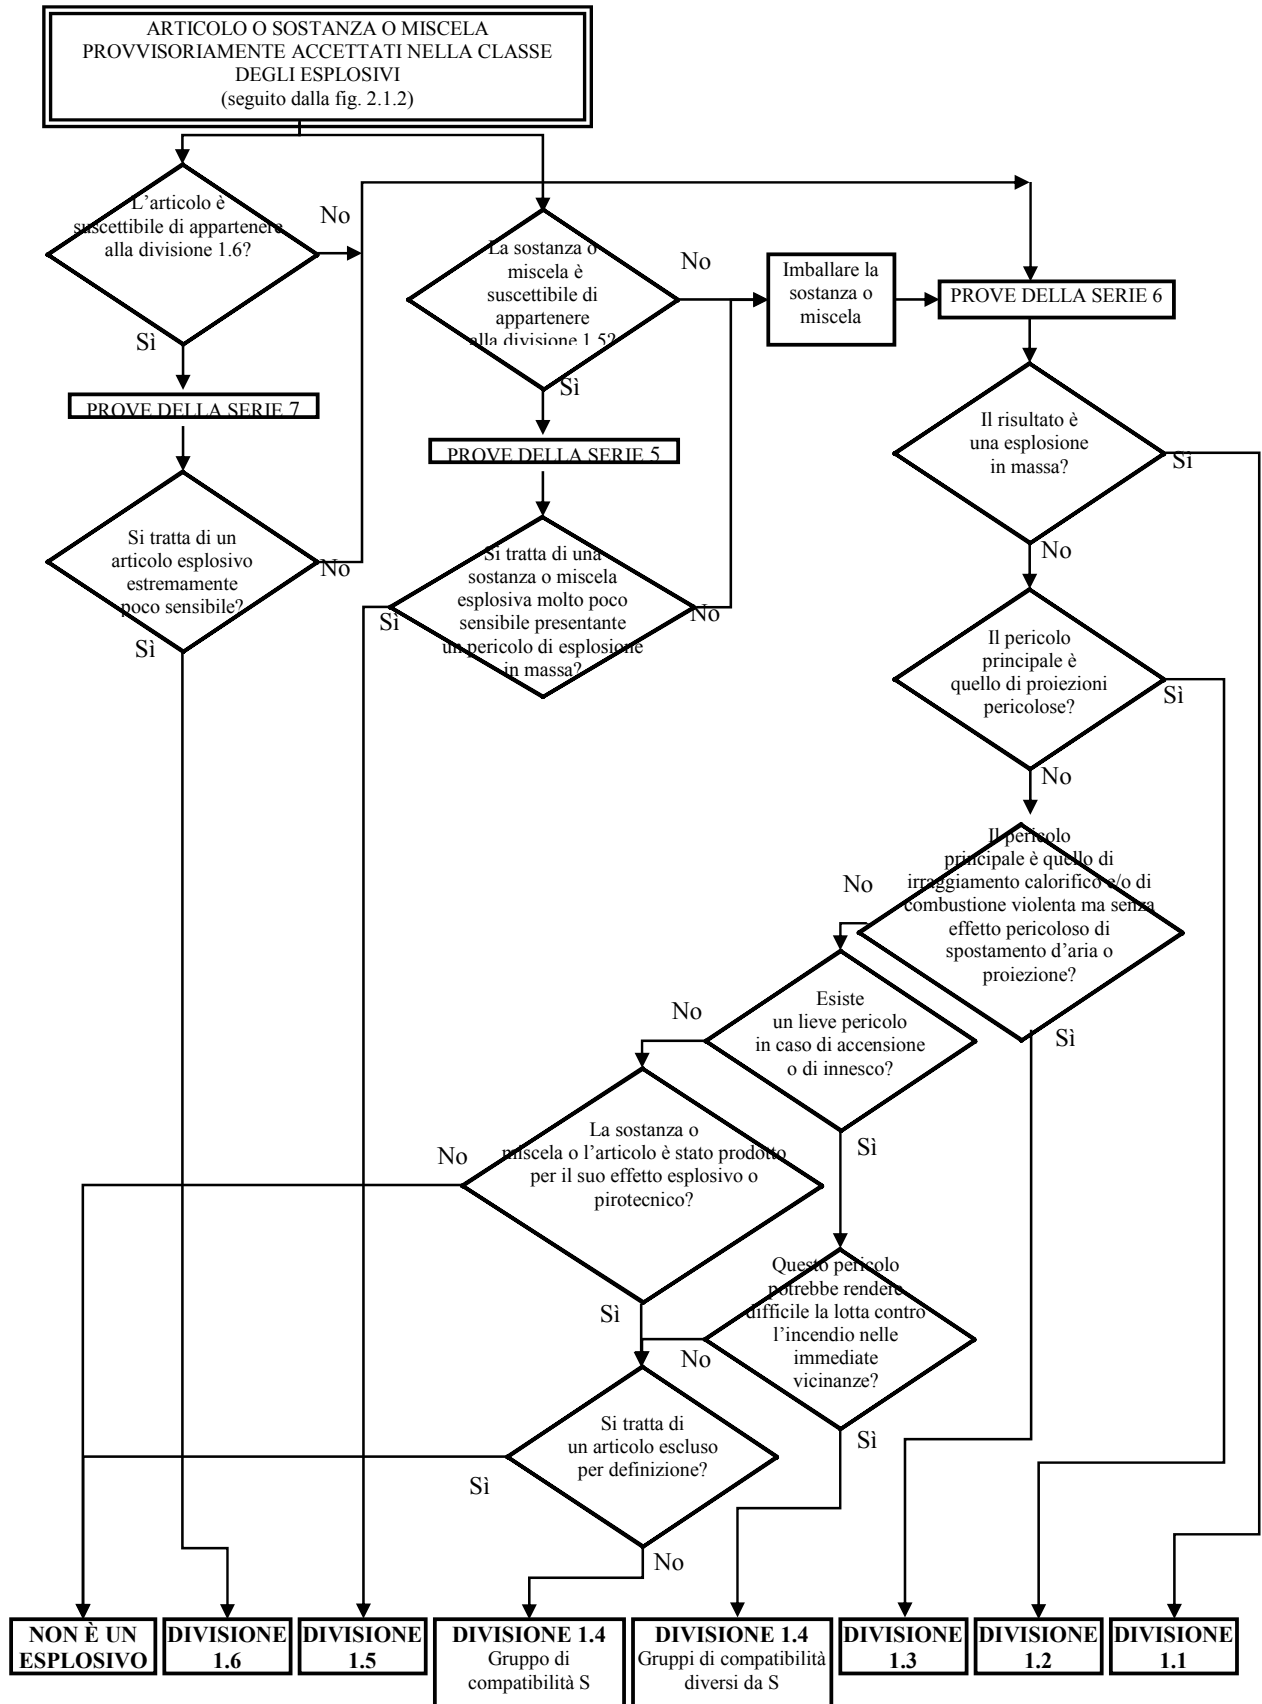 ARTICOLO O SOSTANZA O MISCELA
PROVVISORIAMENTE ACCETTATI NELLA CLASSE
DEGLI ESPLOSIVI
(seguito dalla fig. 2.1.2)
L'articolo è
suscettibile di appartenere
alla divisione 1.6?
No
Sì
PROVE DELLA SERIE 7
Si tratta di un
articolo esplosivo
estremamente
poco sensibile?
No
Sì
La sostanza o
miscela è
suscettibile di
appartenere
alla divisione 1.5?
No
Sì
PROVE DELLA SERIE 5
Si tratta di una
sostanza o miscela
esplosiva molto poco
sensibile presentante
un pericolo di esplosione
in massa?
Sì
No
Imballare la
sostanza o
miscela
PROVE DELLA SERIE 6
Il risultato è
una esplosione
in massa?
Sì
No
Il pericolo
principale è
quello di proiezioni
pericolose?
Sì
No
Il pericolo
principale è quello di
irraggiamento calorifico e/o di
combustione violenta ma senza
effetto pericoloso di
spostamento d'aria o
proiezione?
No
Sì
Esiste
un lieve pericolo
in caso di accensione
o di innesco?
No
Sì
La sostanza o
miscela o l'articolo è stato prodotto
per il suo effetto esplosivo o
pirotecnico?
No
Sì
Questo pericolo
potrebbe rendere
difficile la lotta contro
l'incendio nelle
immediate
vicinanze?
No
Sì
Si tratta di
un articolo escluso
per definizione?
Sì
No
NON È UN
ESPLOSIVO
DIVISIONE
1.6
DIVISIONE
1.5
DIVISIONE 1.4
Gruppo di
compatibilità S
DIVISIONE 1.4
Gruppi di compatibilità
diversi da S
DIVISIONE
1.3
DIVISIONE
1.2
DIVISIONE
1.1